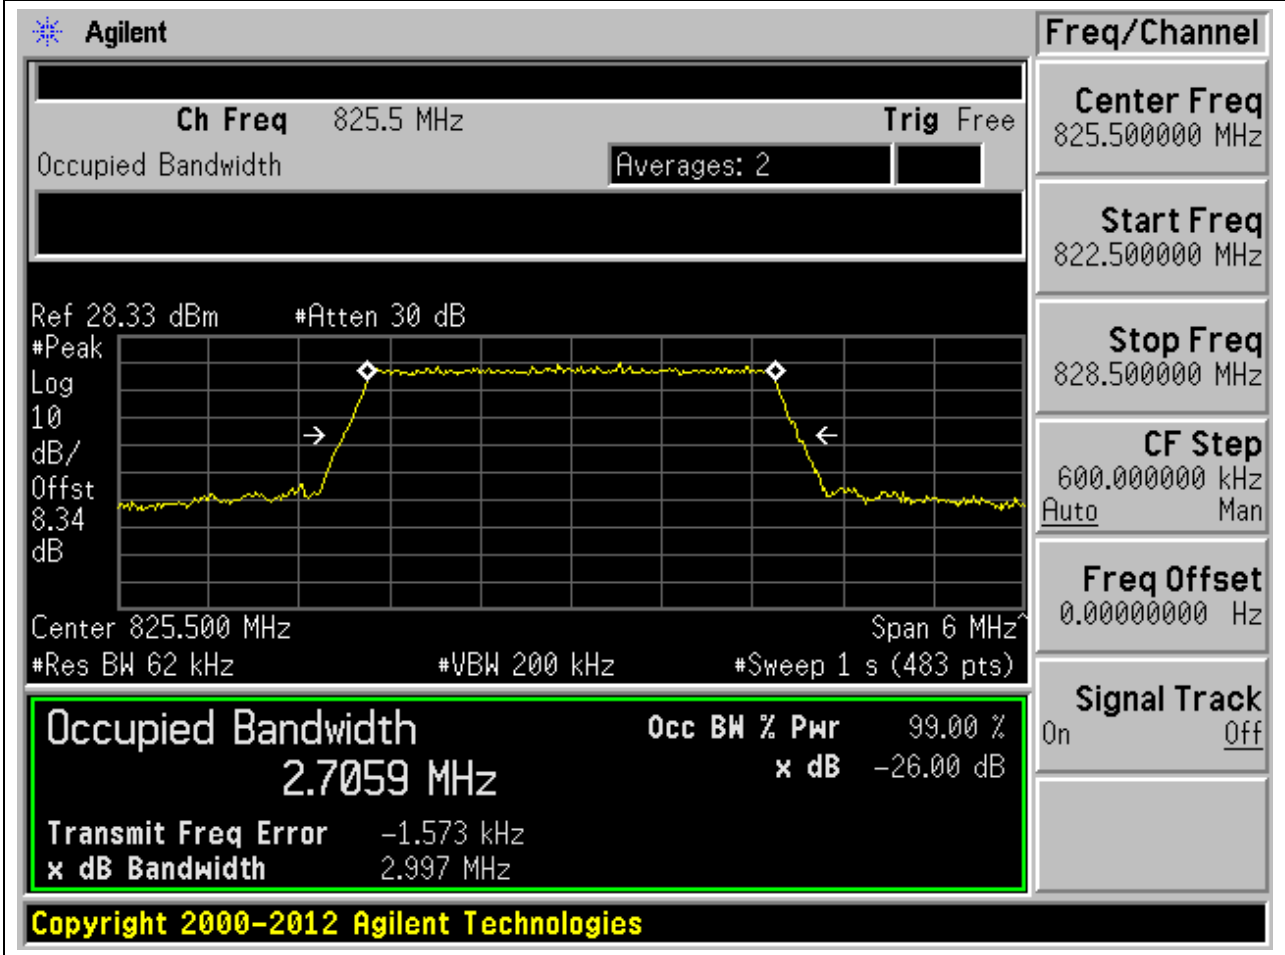 Agilent
Freq/Channel
Ch Freq 825.5 MHz Trig Free
Occupied Bandwidth Averages: 2
Ref 28.33 dBm #Atten 30 dB
#Peak
Log
10
dB/
Offst
8.34
dB
Center 825.500 MHz Span 6 MHz^
#Res BW 62 kHz #VBW 200 kHz #Sweep 1 s (483 pts)
Occupied Bandwidth
2.7059 MHz
Occ BW % Pwr 99.00 %
x dB -26.00 dB
Transmit Freq Error -1.573 kHz
x dB Bandwidth 2.997 MHz
Center Freq
825.500000 MHz
Start Freq
822.500000 MHz
Stop Freq
828.500000 MHz
CF Step
600.000000 kHz
Auto Man
Freq Offset
0.00000000 Hz
Signal Track
On Off
Copyright 2000-2012 Agilent Technologies